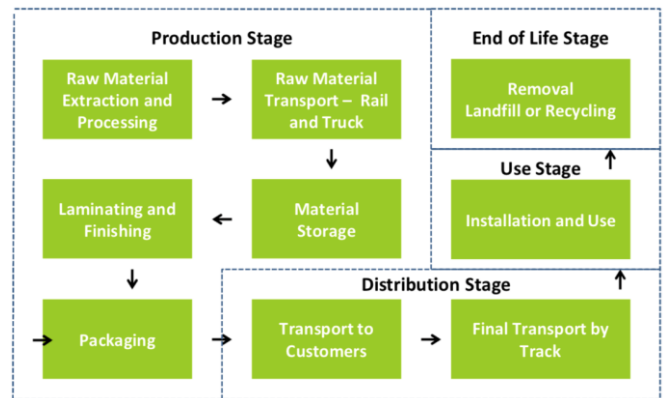 Production Stage
Raw Material
Extraction and
Processing
Raw Material
Transport – Rail
and Truck
Material
Storage
Laminating and
Finishing
Packaging
Distribution Stage
Transport to
Customers
Final Transport by
Track
Use Stage
Installation and Use
End of Life Stage
Removal
Landfill or Recycling